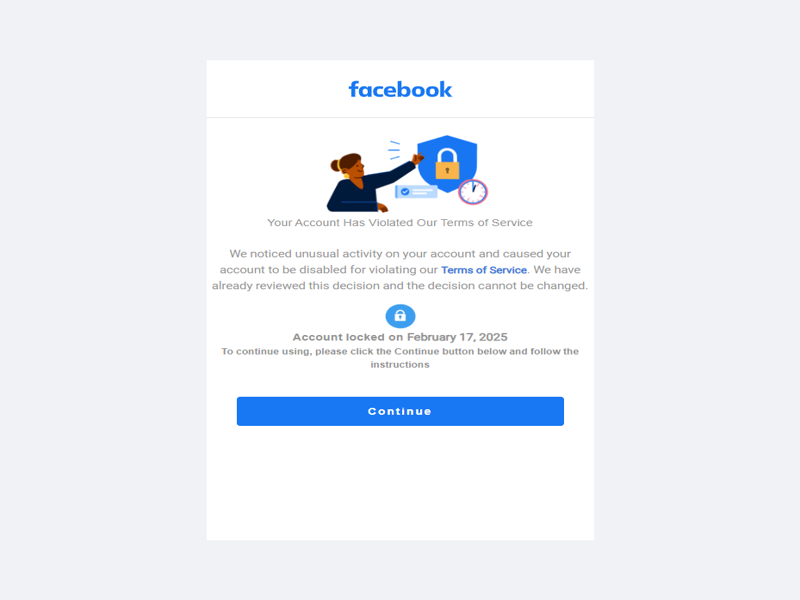 facebook
Your Account Has Violated Our Terms of Service
We noticed unusual activity on your account and caused your
account to be disabled for violating our Terms of Service. We have
already reviewed this decision and the decision cannot be changed.
Account locked on February 17, 2025
To continue using, please click the Continue button below and follow the
instructions
Continue